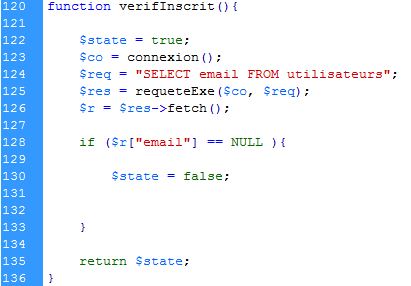 120 function verifInscrit(){
121
122 $state = true;
123 $co = connexion();
124 $req = "SELECT email FROM utilisateurs";
125 $res = requeteExe($co, $req);
126 $r = $res->fetch();
127
128 if ($r["email"] == NULL ){
129
130 $state = false;
131
132
133 }
134
135 return $state;
136 }